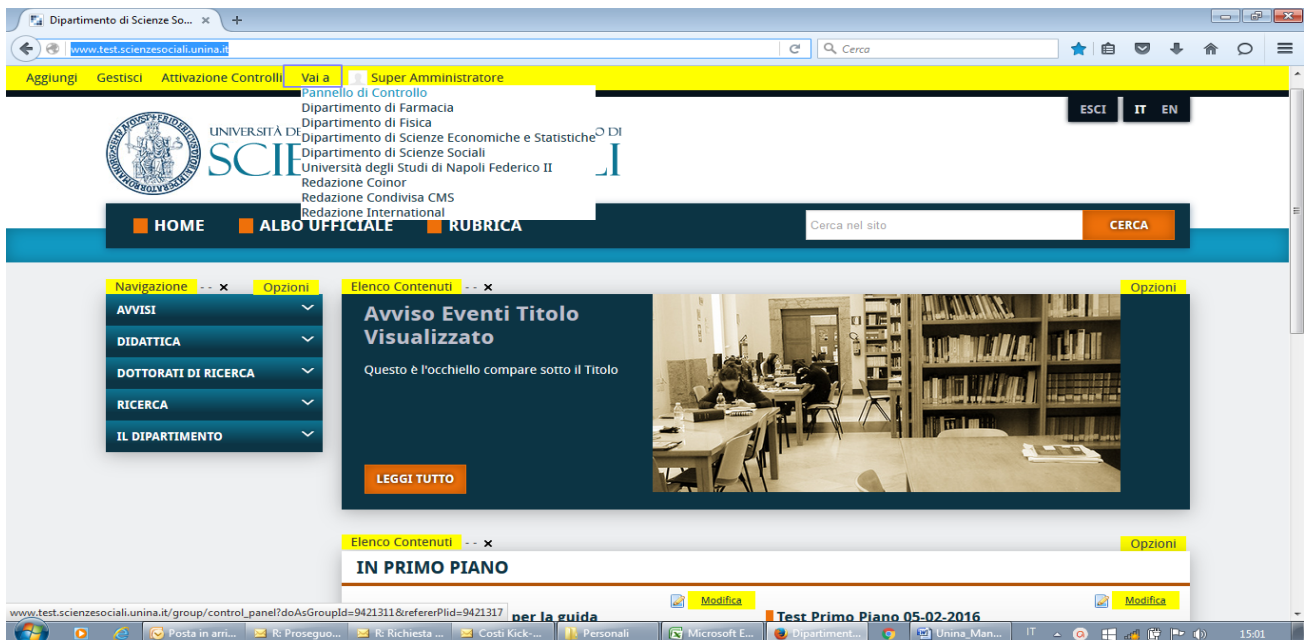 Dipartimento di Scienze So... × +
www.test.scienzesociali.unina.it
Cerca
Aggiungi Gestisci Attivazione Controlli Vai a Super Amministratore
Pannello di Controllo
Dipartimento di Farmacia
Dipartimento di Fisica
Dipartimento di Scienze Economiche e Statistiche
Dipartimento di Scienze Sociali
Università degli Studi di Napoli Federico II
Redazione Coinor
Redazione Condivisa CMS
Redazione International
ESCI IT EN
UNIVERSITÀ DE O DI
SCIE LI
HOME ALBO UFFICIALE RUBRICA
Cerca nel sito
CERCA
Navigazione - - × Opzioni
AVVISI
DIDATTICA
DOTTORATI DI RICERCA
RICERCA
IL DIPARTIMENTO
Elenco Contenuti - - × Opzioni
Avviso Eventi Titolo
Visualizzato
Questo è l'occhiello compare sotto il Titolo
LEGGI TUTTO
Elenco Contenuti - - × Opzioni
IN PRIMO PIANO
Modifica Modifica
per la guida Test Primo Piano 05-02-2016
www.test.scienzesociali.unina.it/group/control_panel?doAsGroupId=9421311&refererPlid=9421317
Posta in arri... R: Proseguo... R: Richiesta ... Costi Kick-... Personali Microsoft E... Dipartiment... Unina_Man... IT 15:01